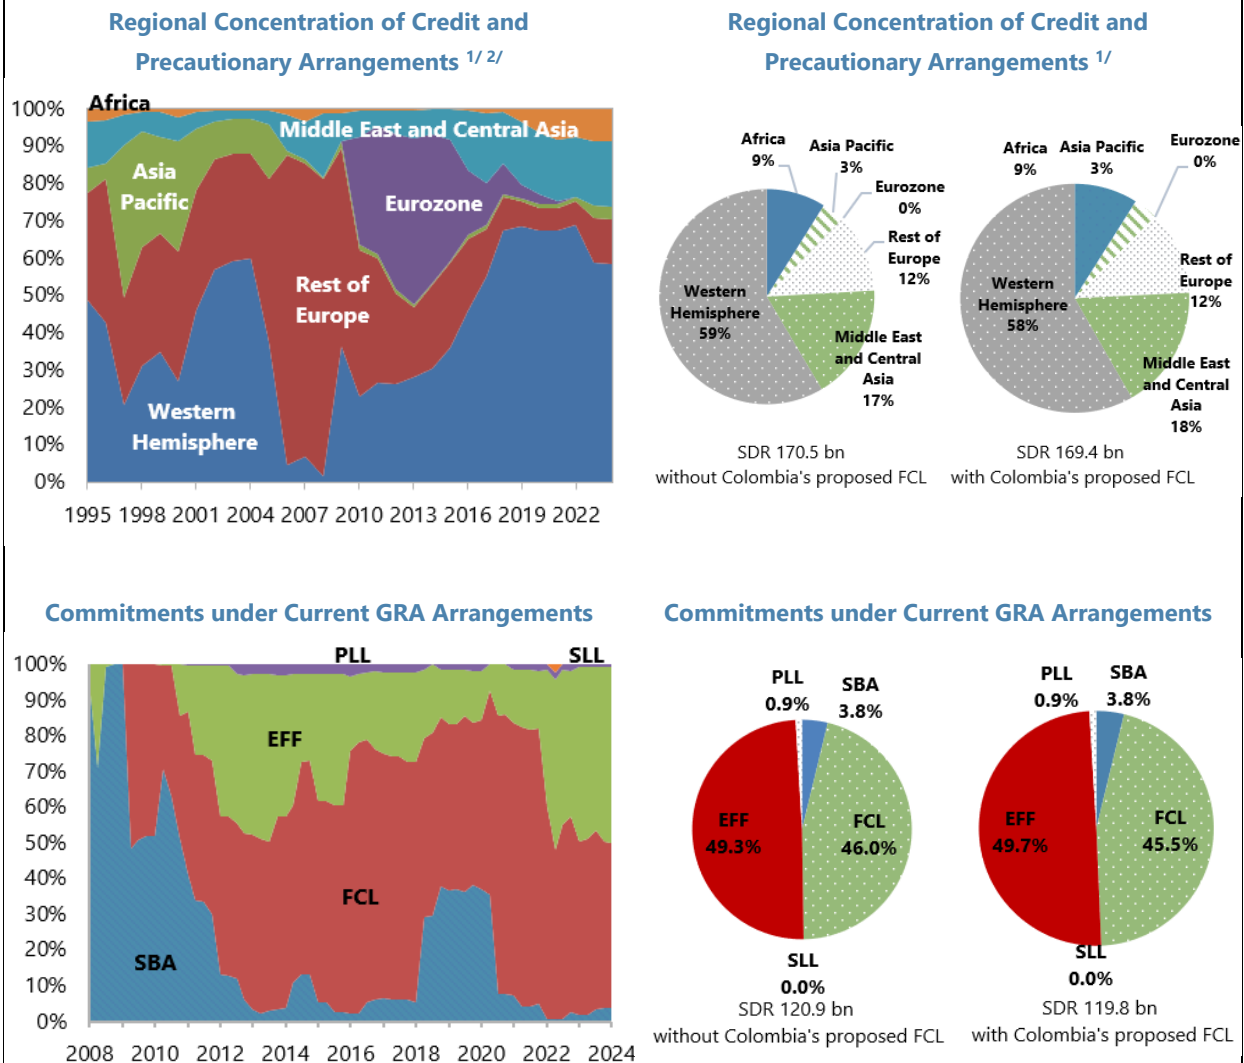 Regional Concentration of Credit and
Precautionary Arrangements 1/ 2/
100%
90%
80%
70%
60%
50%
40%
30%
20%
10%
0%
Africa
Middle East and Central Asia
Asia
Pacific
Eurozone
Rest of
Europe
Western
Hemisphere
1995 1998 2001 2004 2007 2010 2013 2016 2019 2022
Regional Concentration of Credit and
Precautionary Arrangements 1/
Africa
9%
Asia Pacific
3%
Eurozone
0%
Rest of
Europe
12%
Western
Hemisphere
59%
Middle East
and Central
Asia
17%
SDR 170.5 bn
without Colombia's proposed FCL
Africa
9%
Asia Pacific
3%
Eurozone
0%
Rest of
Europe
12%
Western
Hemisphere
58%
Middle East
and Central
Asia
18%
SDR 169.4 bn
with Colombia's proposed FCL
Commitments under Current GRA Arrangements
100%
90%
80%
70%
60%
50%
40%
30%
20%
10%
0%
PLL
SLL
EFF
FCL
SBA
2008 2010 2012 2014 2016 2018 2020 2022 2024
Commitments under Current GRA Arrangements
PLL
0.9%
SBA
3.8%
EFF
49.3%
FCL
46.0%
SLL
0.0%
SDR 120.9 bn
without Colombia's proposed FCL
PLL
0.9%
SBA
3.8%
EFF
49.7%
FCL
45.5%
SLL
0.0%
SDR 119.8 bn
with Colombia's proposed FCL